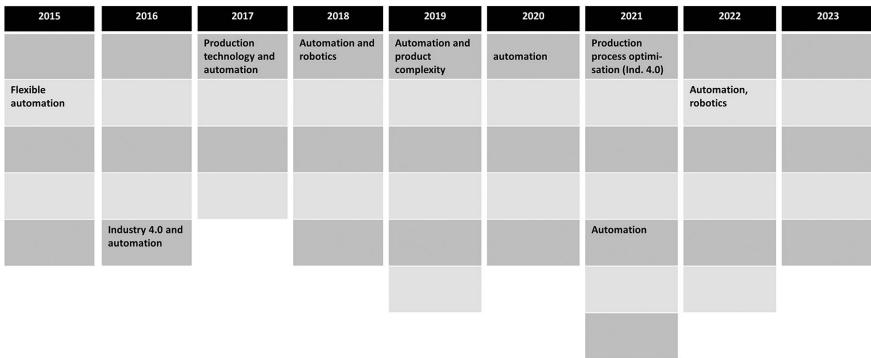 2015 2016 2017 2018 2019 2020 2021 2022 2023
Production
technology and
automation
Automation and
robotics
Automation and
product
complexity
automation
Production
process optimi-
sation (Ind. 4.0)
Flexible
automation
Automation,
robotics
Industry 4.0 and
automation
Automation